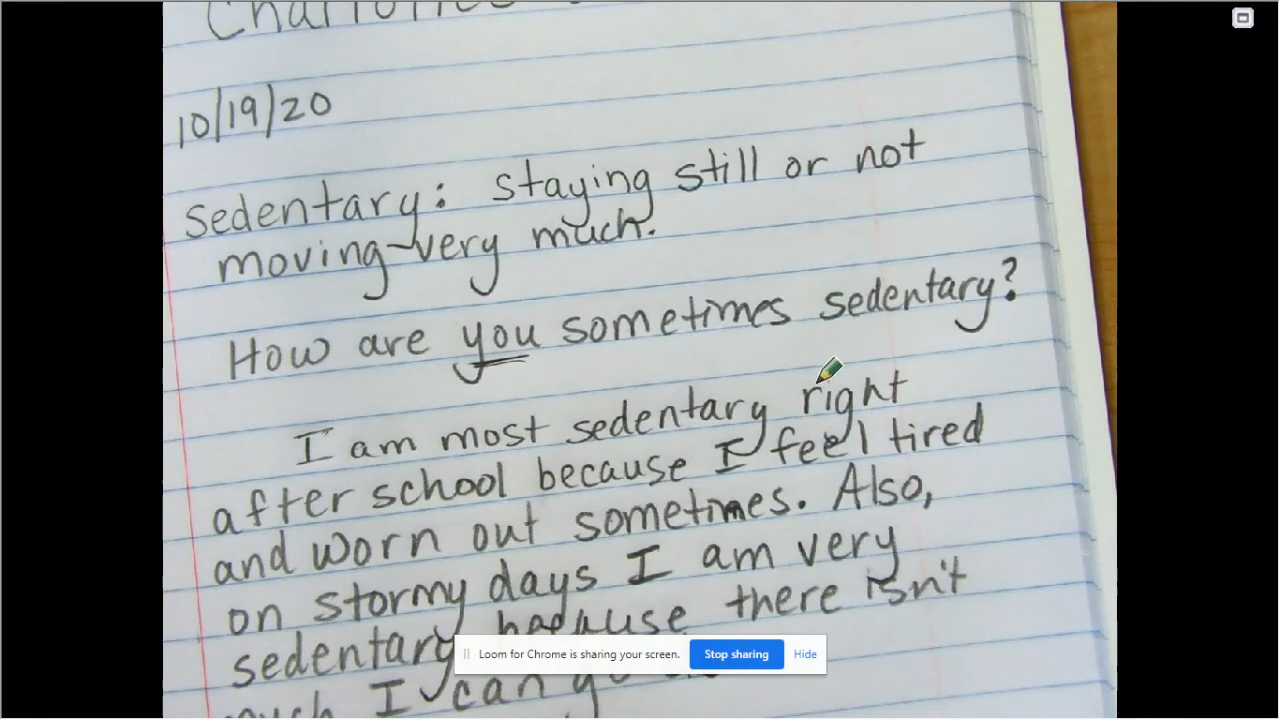 10/19/20
sedentary: staying still or not
moving very much.
How are you sometimes sedentary?
I am most sedentary right
after school because I feel tired
and worn out sometimes. Also,
on stormy days I am very
sedentary because there isn't
much I can
Loom for Chrome is sharing your screen. Stop sharing Hide